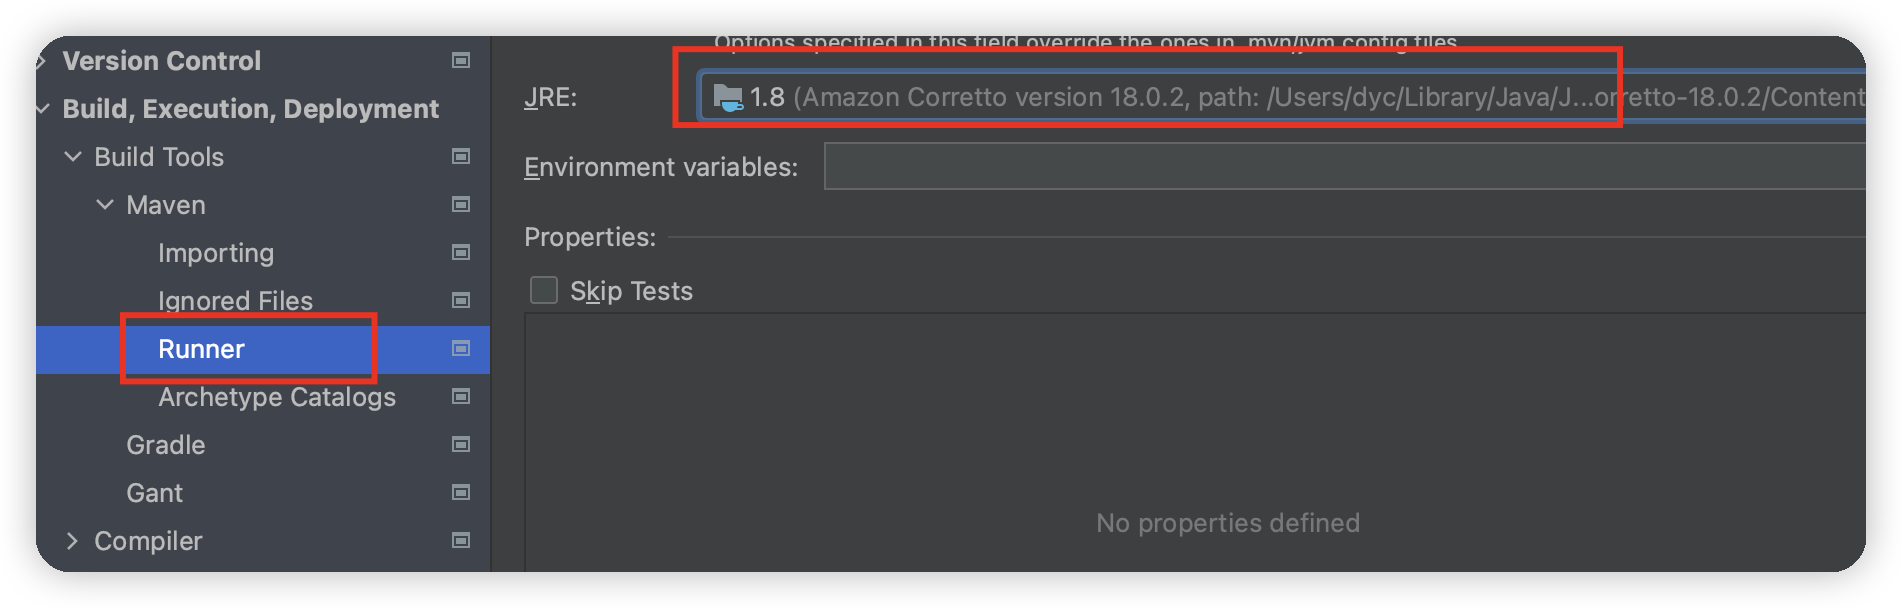 Version Control
Build, Execution, Deployment
Build Tools
Maven
Importing
Ignored Files
Runner
Archetype Catalogs
Gradle
Gant
Compiler
Options specified in this field override the ones in .mvn/jvm.config files
JRE: 1.8 (Amazon Corretto version 18.0.2, path: /Users/dyc/Library/Java/J...orretto-18.0.2/Content
Environment variables:
Properties:
Skip Tests
No properties defined